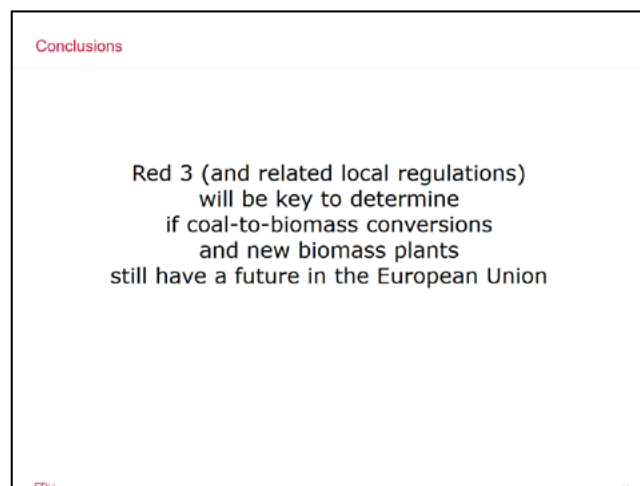 Conclusions
Red 3 (and related local regulations)
will be key to determine
if coal-to-biomass conversions
and new biomass plants
still have a future in the European Union